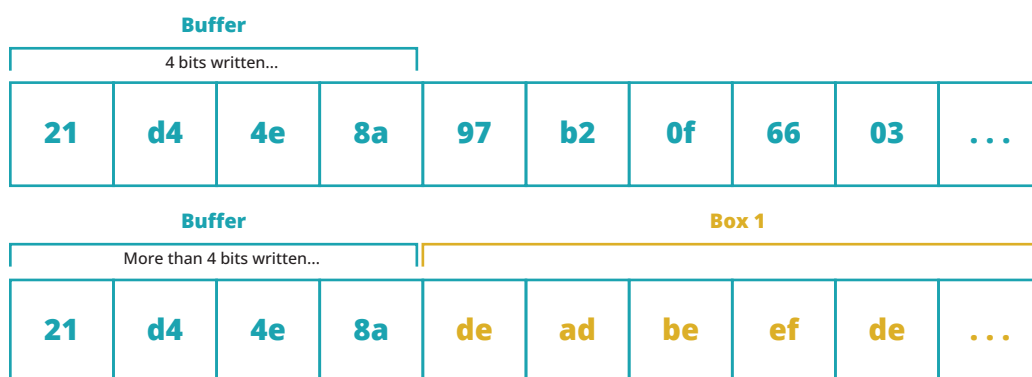 Buffer
4 bits written...
21 d4 4e 8a 97 b2 0f 66 03 ...
Buffer Box 1
More than 4 bits written...
21 d4 4e 8a de ad be ef de ...